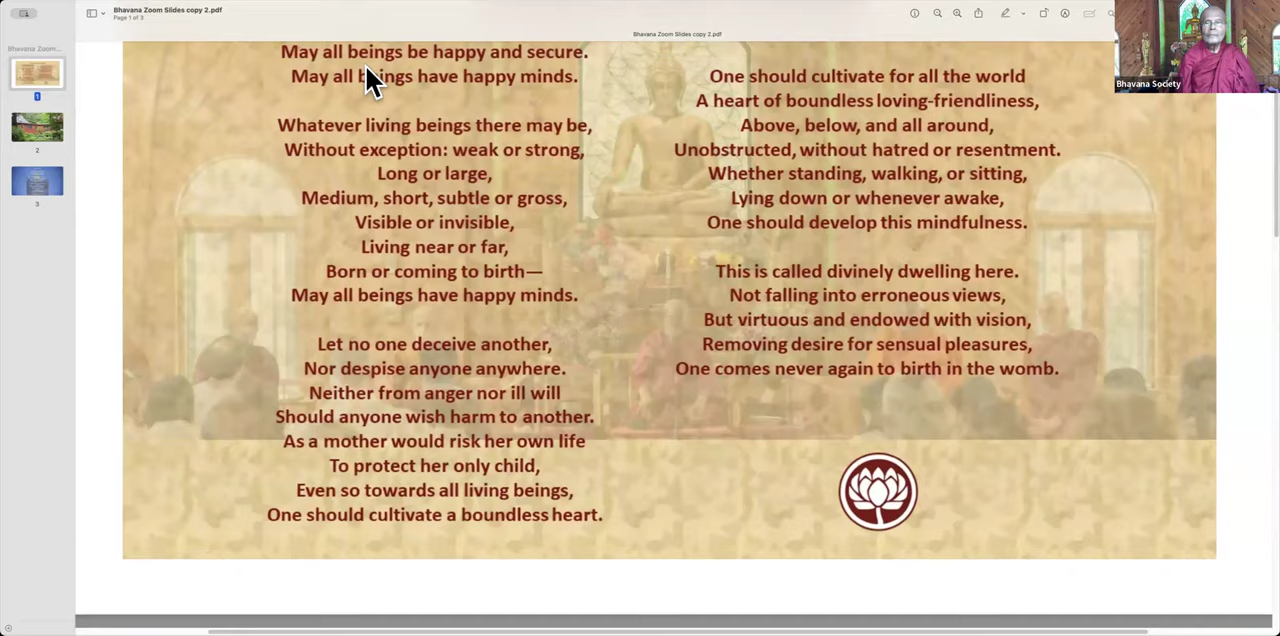 Bhavana Zoom Slides copy 2.pdf
Page 1 of 3
Bhavana Zoom Slides copy 2.pdf
Bhavana Zoom...
1
2
3
May all beings be happy and secure.
May all beings have happy minds.
Whatever living beings there may be,
Without exception: weak or strong,
Long or large,
Medium, short, subtle or gross,
Visible or invisible,
Living near or far,
Born or coming to birth—
May all beings have happy minds.
Let no one deceive another,
Nor despise anyone anywhere.
Neither from anger nor ill will
Should anyone wish harm to another.
As a mother would risk her own life
To protect her only child,
Even so towards all living beings,
One should cultivate a boundless heart.
One should cultivate for all the world
A heart of boundless loving-friendliness,
Above, below, and all around,
Unobstructed, without hatred or resentment.
Whether standing, walking, or sitting,
Lying down or whenever awake,
One should develop this mindfulness.
This is called divinely dwelling here.
Not falling into erroneous views,
But virtuous and endowed with vision,
Removing desire for sensual pleasures,
One comes never again to birth in the womb.
Bhavana Society